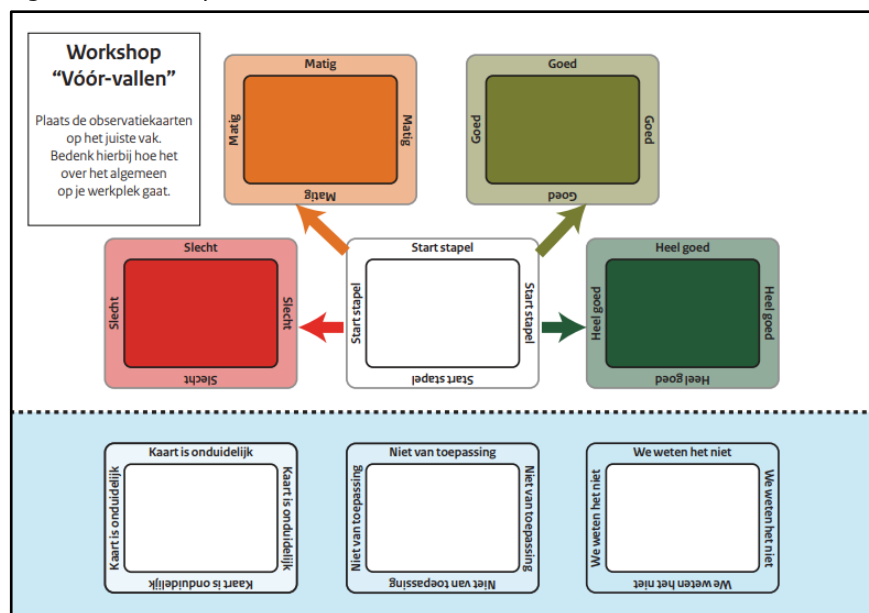 Workshop
“Vóór-vallen”
Plaats de observatiekaarten
op het juiste vak.
Bedenk hierbij hoe het
over het algemeen
op je werkplek gaat.
Matig
Matig
Matig
Matig
Goed
Goed
Goed
Goed
Slecht
Slecht
Slecht
Slecht
Start stapel
Start stapel
Start stapel
Start stapel
Heel goed
Heel goed
Heel goed
Heel goed
Kaart is onduidelijk
Kaart is onduidelijk
Kaart is onduidelijk
Kaart is onduidelijk
Niet van toepassing
Niet van toepassing
Niet van toepassing
Niet van toepassing
We weten het niet
We weten het niet
We weten het niet
We weten het niet